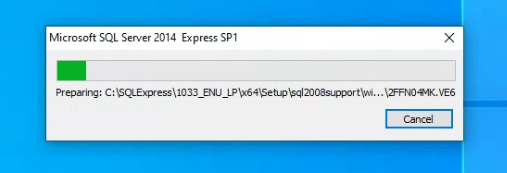 Microsoft SQL Server 2014 Express SP1
Preparing: C:\SQLExpress\1033_ENU_LP\x64\Setup\sql2008support\wi...\2FFN04MK.VE6
Cancel